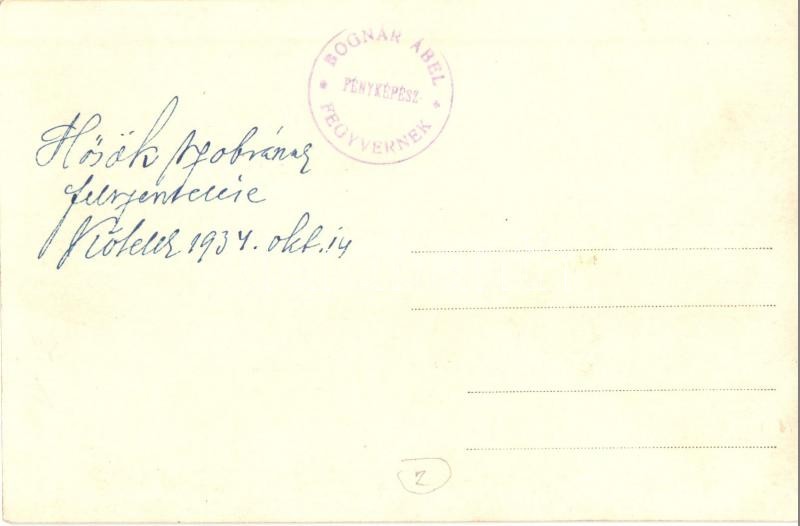 BOGNÁR ÁBEL
FÉNYKÉPÉSZ
FEGYVERNEK
Hősök szobrának
felszentelése
Kőtelek 1934. okt. 14
2